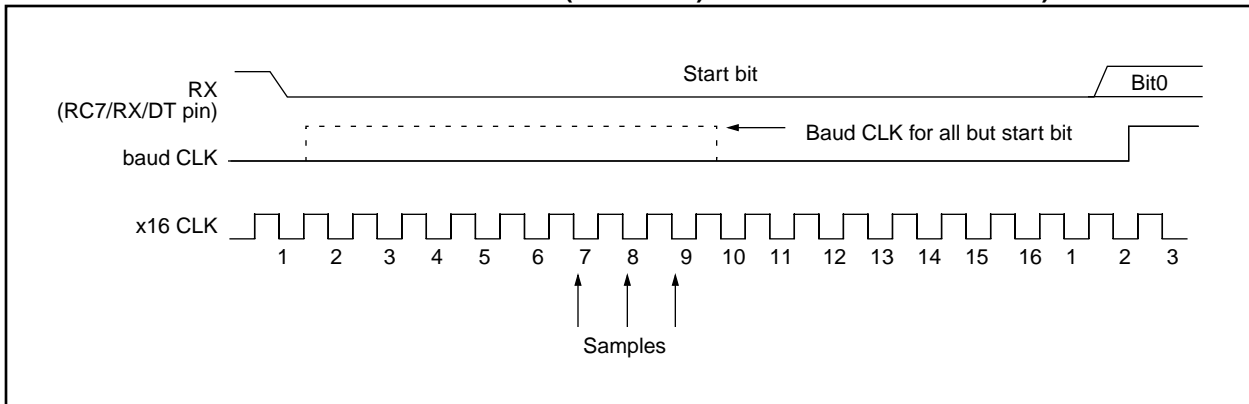 Start bit
RX
(RC7/RX/DT pin)
Bit0
Baud CLK for all but start bit
baud CLK
x16 CLK
1 2 3 4 5 6 7 8 9 10 11 12 13 14 15 16 1 2 3
Samples